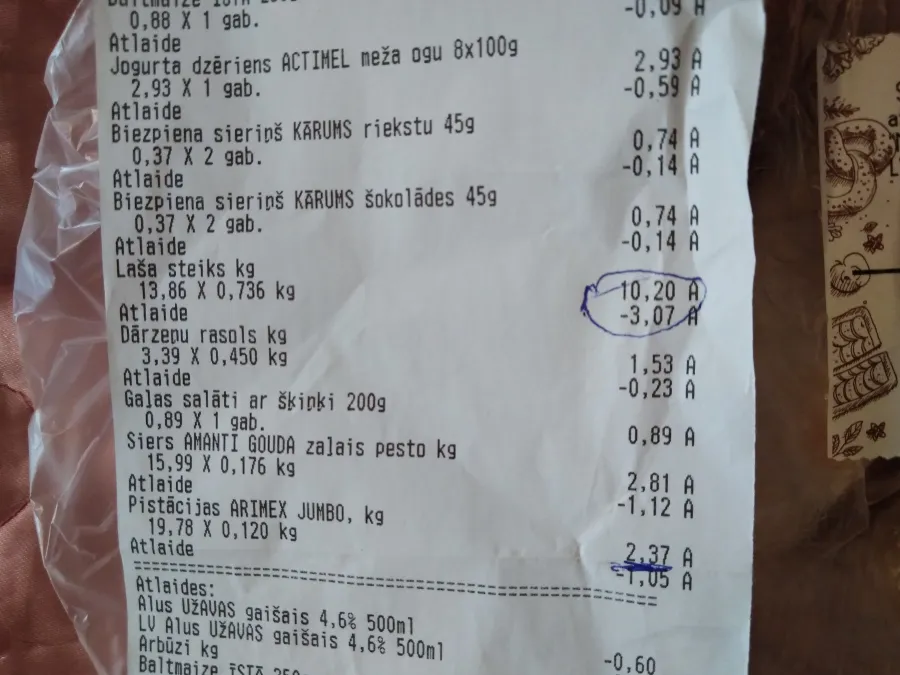 0,88 X 1 gab.
Atlaide -0,09 A
Jogurta dzēriens ACTIMEL meža ogu 8x100g
2,93 X 1 gab. 2,93 A
Atlaide -0,59 A
Biezpiena sieriņš KĀRUMS riekstu 45g
0,37 X 2 gab. 0,74 A
Atlaide -0,14 A
Biezpiena sieriņš KĀRUMS šokolādes 45g
0,37 X 2 gab. 0,74 A
Atlaide -0,14 A
Laša steiks kg
13,86 X 0,736 kg 10,20 A
Atlaide -3,07 A
Dārzeņu rasols kg
3,39 X 0,450 kg 1,53 A
Atlaide -0,23 A
Gaļas salāti ar šķiņķi 200g
0,89 X 1 gab. 0,89 A
Siers AMANTI GOUDA zaļais pesto kg
15,99 X 0,176 kg 2,81 A
Atlaide -1,12 A
Pistācijas ARIMEX JUMBO, kg
19,78 X 0,120 kg 2,37 A
Atlaide -1,05 A
Atlaides:
Alus UŽAVAS gaišais 4,6% 500ml
LV Alus UŽAVAS gaišais 4,6% 500ml
Arbūzi kg -0,60
Baltmaize